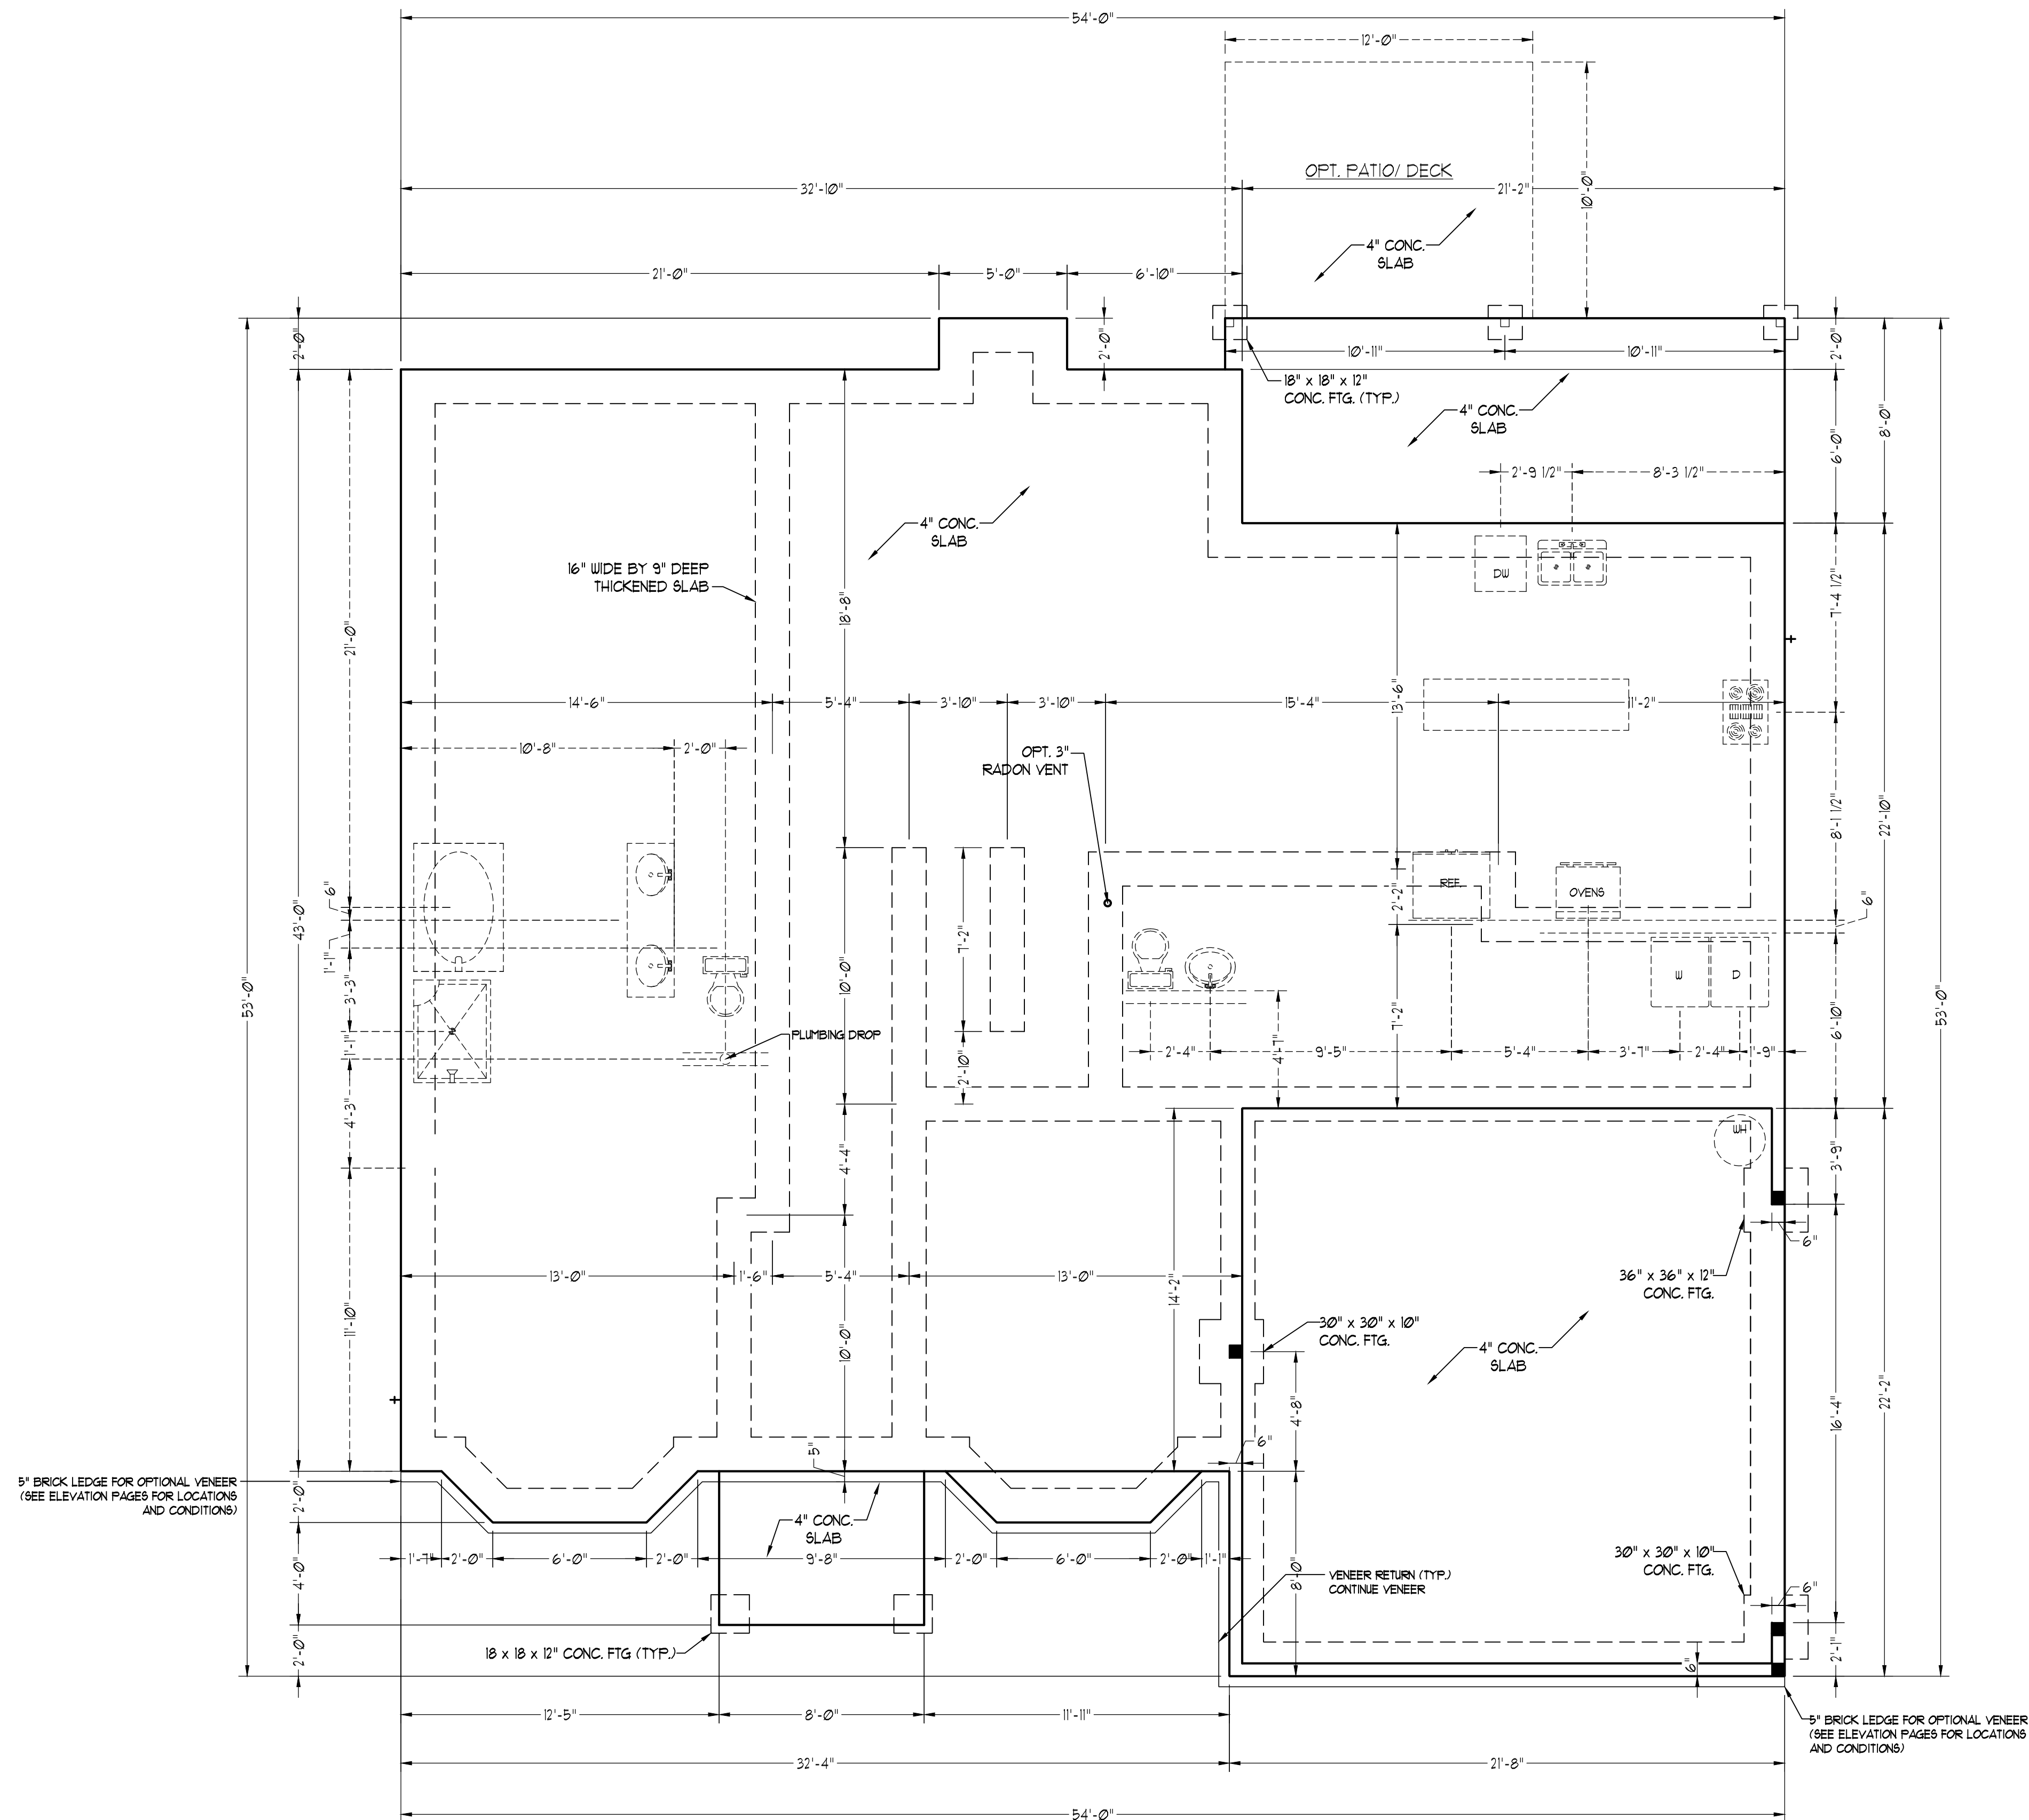 54'-0"
12'-0"
OPT. PATIO/ DECK
32'-10"
21'-2"
10'-0"
4" CONC.
SLAB
21'-0"
5'-0"
6'-10"
2'-0"
2'-0"
10'-11"
10'-11"
2'-0"
18" x 18" x 12"
CONC. FTG. (TYP.)
4" CONC.
SLAB
8'-0"
6'-0"
2'-9 1/2"
8'-3 1/2"
4" CONC.
SLAB
16" WIDE BY 9" DEEP
THICKENED SLAB
DW
7'-4 1/2"
18'-8"
21'-0"
13'-6"
14'-6"
5'-4"
3'-10"
3'-10"
15'-4"
11'-2"
10'-8"
2'-0"
OPT. 3"
RADON VENT
8'-1 1/2"
22'-10"
6"
REF.
OVENS
2'-2"
6"
43'-0"
1'-1"
7'-2"
W
D
3'-3"
10'-0"
53'-0"
53'-0"
6'-10"
PLUMBING DROP
1'-1"
2'-10"
2'-4"
9'-5"
4'-7"
7'-2"
5'-4"
3'-7"
2'-4"
1'-9"
4'-3"
4'-4"
WH
3'-9"
6"
13'-0"
1'-6"
5'-4"
13'-0"
14'-2"
36" x 36" x 12"
CONC. FTG.
11'-10"
10'-0"
30" x 30" x 10"
CONC. FTG.
4" CONC.
SLAB
22'-2"
16'-4"
4'-8"
5"
6"
5" BRICK LEDGE FOR OPTIONAL VENEER
(SEE ELEVATION PAGES FOR LOCATIONS
AND CONDITIONS)
2'-0"
4" CONC.
SLAB
1'-7"
2'-0"
6'-0"
2'-0"
9'-8"
2'-0"
6'-0"
2'-0"
1'-1"
8'-0"
VENEER RETURN (TYP.)
CONTINUE VENEER
30" x 30" x 10"
CONC. FTG.
6"
4'-0"
2'-0"
18 x 18 x 12" CONC. FTG (TYP.)
6"
2'-1"
12'-5"
8'-0"
11'-11"
5" BRICK LEDGE FOR OPTIONAL VENEER
(SEE ELEVATION PAGES FOR LOCATIONS
AND CONDITIONS)
32'-4"
21'-8"
54'-0"